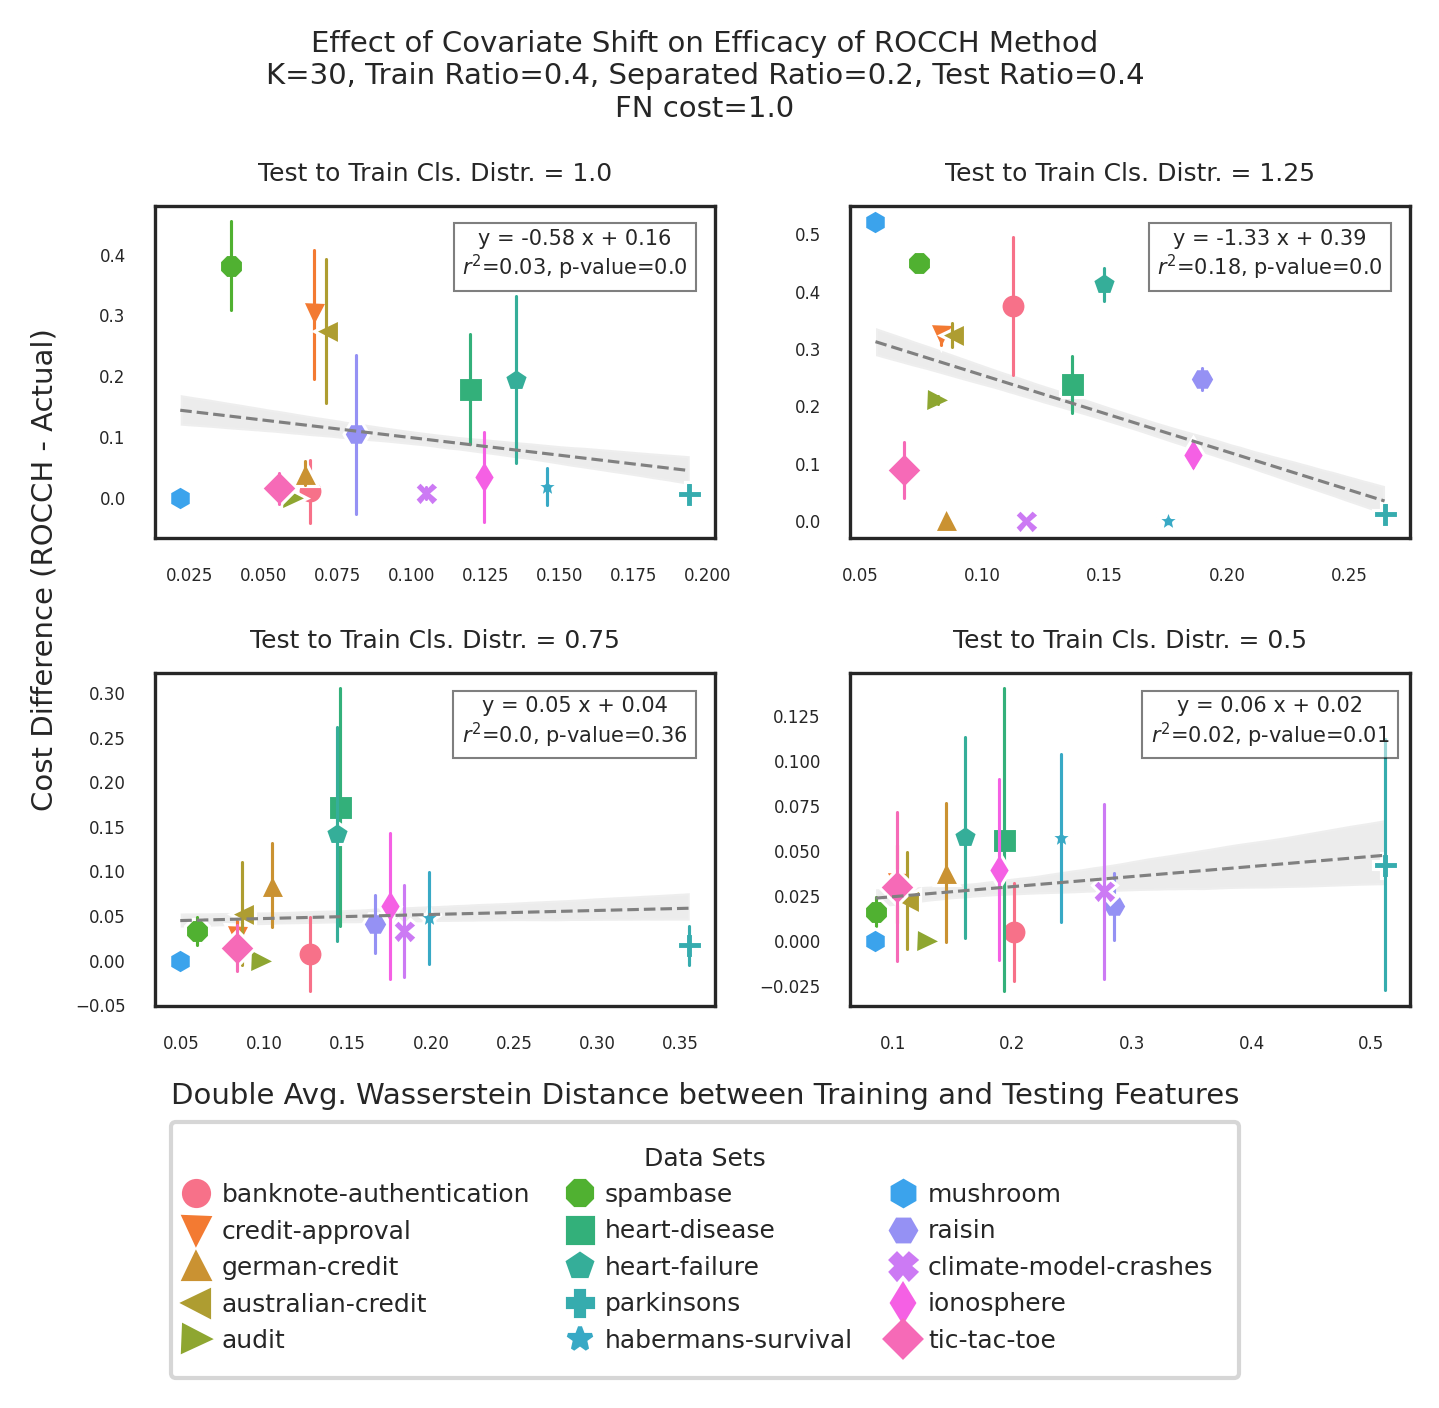 Effect of Covariate Shift on Efficacy of ROCCH Method
K=30, Train Ratio=0.4, Separated Ratio=0.2, Test Ratio=0.4
FN cost=1.0
Cost Difference (ROCCH - Actual)
Test to Train Cls. Distr. = 1.0
y = -0.58 x + 0.16
r²=0.03, p-value=0.0
0.4
0.3
0.2
0.1
0.0
0.025 0.050 0.075 0.100 0.125 0.150 0.175 0.200
Test to Train Cls. Distr. = 1.25
y = -1.33 x + 0.39
r²=0.18, p-value=0.0
0.5
0.4
0.3
0.2
0.1
0.0
0.05 0.10 0.15 0.20 0.25
Test to Train Cls. Distr. = 0.75
y = 0.05 x + 0.04
r²=0.0, p-value=0.36
0.30
0.25
0.20
0.15
0.10
0.05
0.00
−0.05
0.05 0.10 0.15 0.20 0.25 0.30 0.35
Test to Train Cls. Distr. = 0.5
y = 0.06 x + 0.02
r²=0.02, p-value=0.01
0.125
0.100
0.075
0.050
0.025
0.000
−0.025
0.1 0.2 0.3 0.4 0.5
Double Avg. Wasserstein Distance between Training and Testing Features
Data Sets
banknote-authentication
credit-approval
german-credit
australian-credit
audit
spambase
heart-disease
heart-failure
parkinsons
habermans-survival
mushroom
raisin
climate-model-crashes
ionosphere
tic-tac-toe